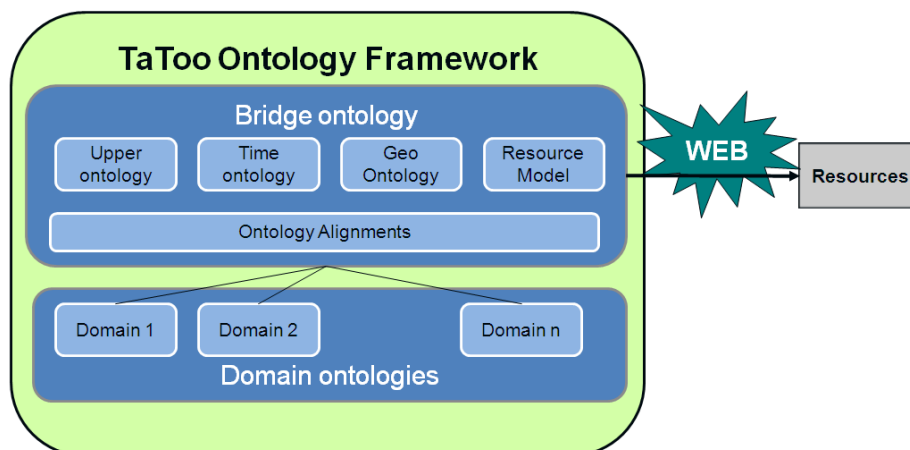 TaToo Ontology Framework
Bridge ontology
Upper
ontology
Time
ontology
Geo
Ontology
Resource
Model
Ontology Alignments
WEB
Resources
Domain 1
Domain 2
Domain n
Domain ontologies